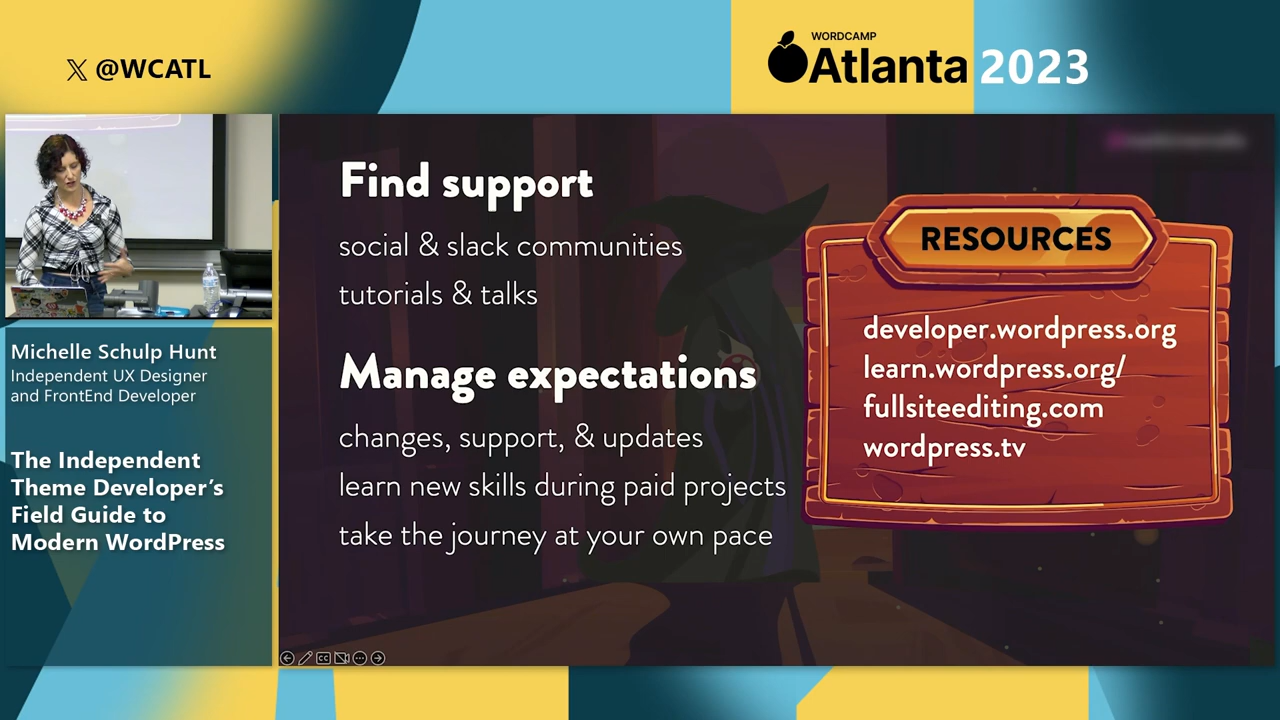 𝕏 @WCATL
WORDCAMP
Atlanta 2023
Michelle Schulp Hunt
Independent UX Designer
and FrontEnd Developer
The Independent
Theme Developer's
Field Guide to
Modern WordPress
Find support
social & slack communities
tutorials & talks
Manage expectations
changes, support, & updates
learn new skills during paid projects
take the journey at your own pace
RESOURCES
developer.wordpress.org
learn.wordpress.org/
fullsiteediting.com
wordpress.tv